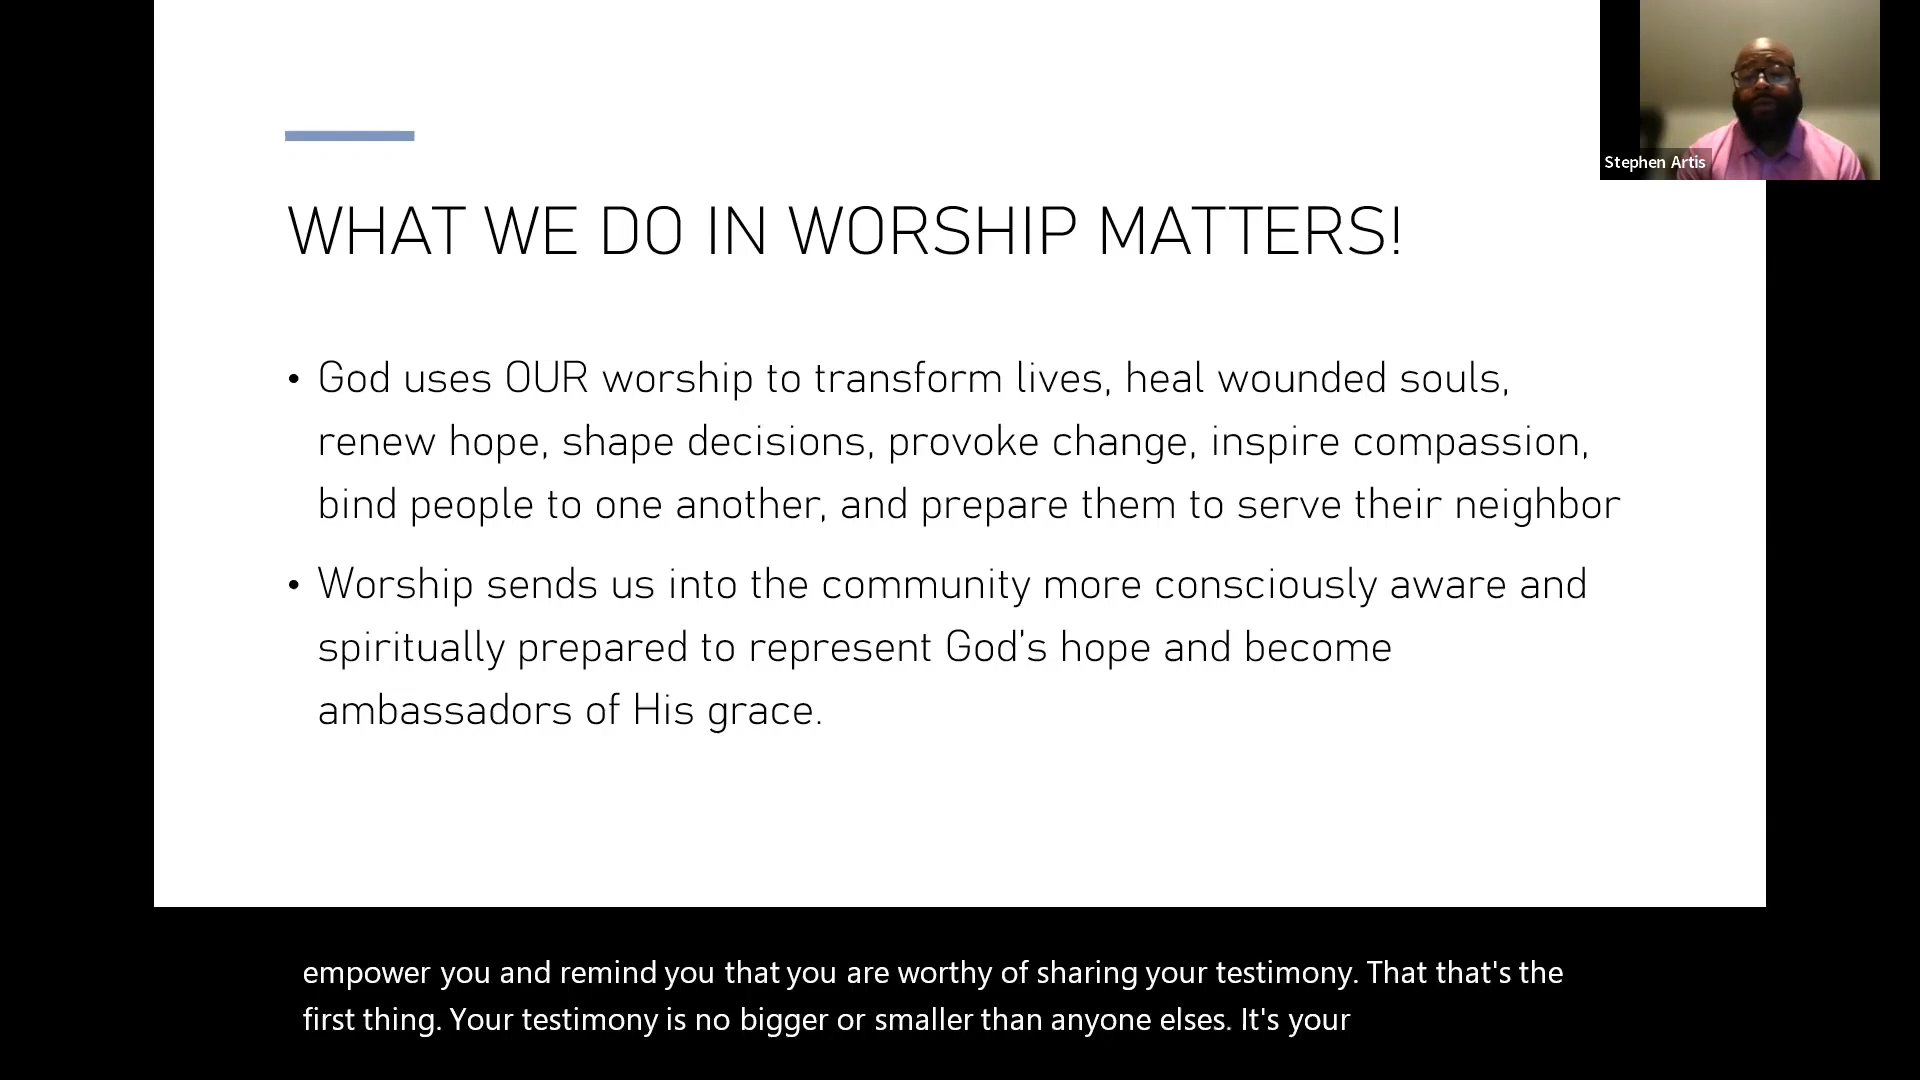 Stephen Artis
WHAT WE DO IN WORSHIP MATTERS!
• God uses OUR worship to transform lives, heal wounded souls,
renew hope, shape decisions, provoke change, inspire compassion,
bind people to one another, and prepare them to serve their neighbor
• Worship sends us into the community more consciously aware and
spiritually prepared to represent God's hope and become
ambassadors of His grace.
empower you and remind you that you are worthy of sharing your testimony. That that's the
first thing. Your testimony is no bigger or smaller than anyone elses. It's your